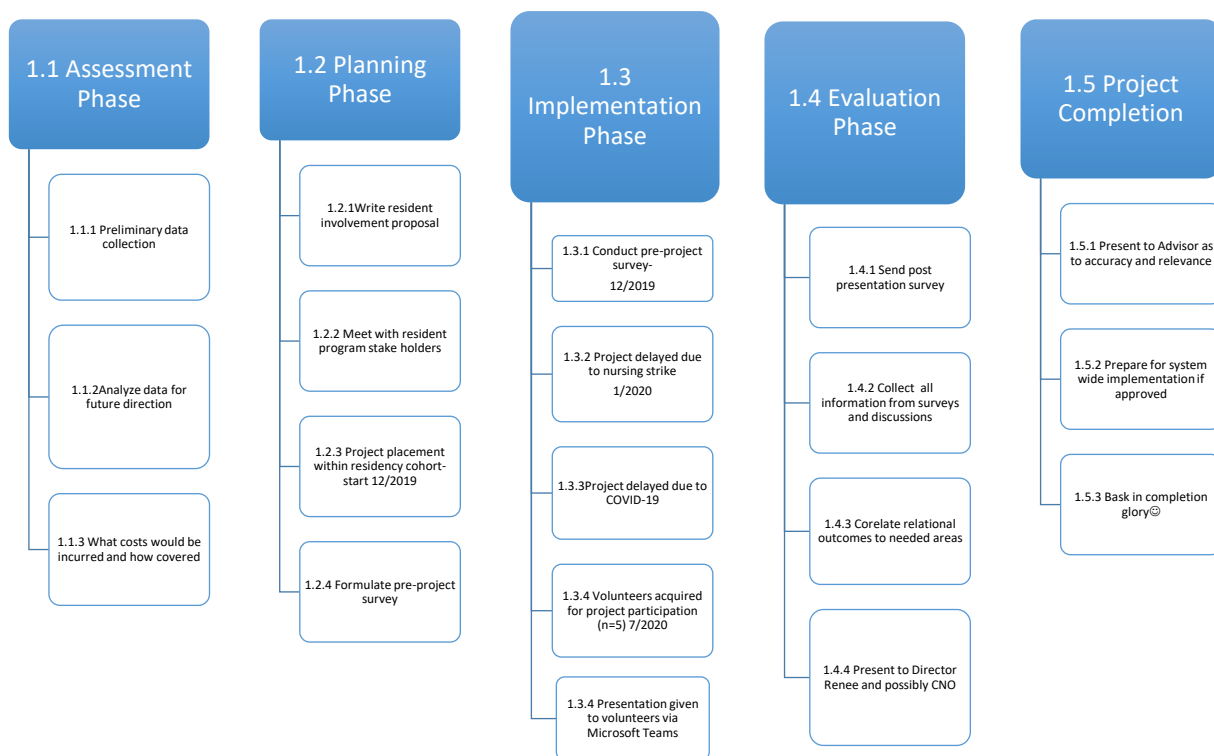 1.1 Assessment
Phase
1.1.1 Preliminary data
collection
1.1.2Analyze data for
future direction
1.1.3 What costs would be
incurred and how covered
1.2 Planning
Phase
1.2.1Write resident
involvement proposal
1.2.2 Meet with resident
program stake holders
1.2.3 Project placement
within residency cohort-
start 12/2019
1.2.4 Formulate pre-project
survey
1.3
Implementation
Phase
1.3.1 Conduct pre-project
survey-
12/2019
1.3.2 Project delayed due
to nursing strike
1/2020
1.3.3Project delayed due to
COVID-19
1.3.4 Volunteers acquired
for project participation
(n=5) 7/2020
1.3.4 Presentation given
to volunteers via
Microsoft Teams
1.4 Evaluation
Phase
1.4.1 Send post
presentation survey
1.4.2 Collect all
information from surveys
and discussions
1.4.3 Corelate relational
outcomes to needed areas
1.4.4 Present to Director
Renee and possibly CNO
1.5 Project
Completion
1.5.1 Present to Advisor as
to accuracy and relevance
1.5.2 Prepare for system
wide implementation if
approved
1.5.3 Bask in completion
glory☺